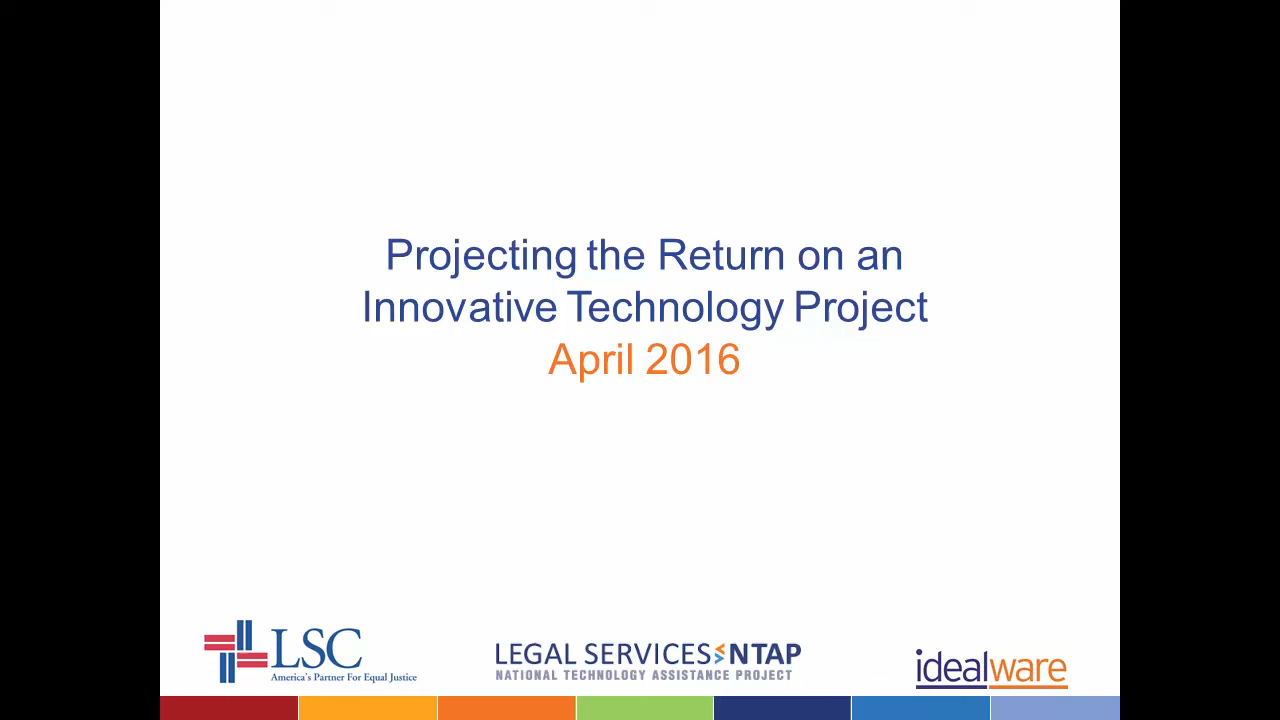 Projecting the Return on an
Innovative Technology Project
April 2016
LSC
America's Partner For Equal Justice
LEGAL SERVICES NTAP
NATIONAL TECHNOLOGY ASSISTANCE PROJECT
idealware